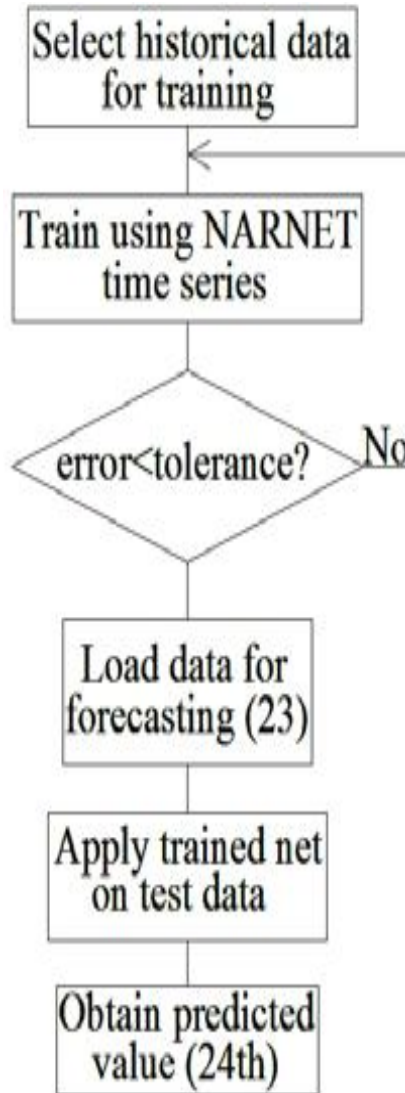 Select historical data
for training
Train using NARNET
time series
error<tolerance?
No
Load data for
forecasting (23)
Apply trained net
on test data
Obtain predicted
value (24th)